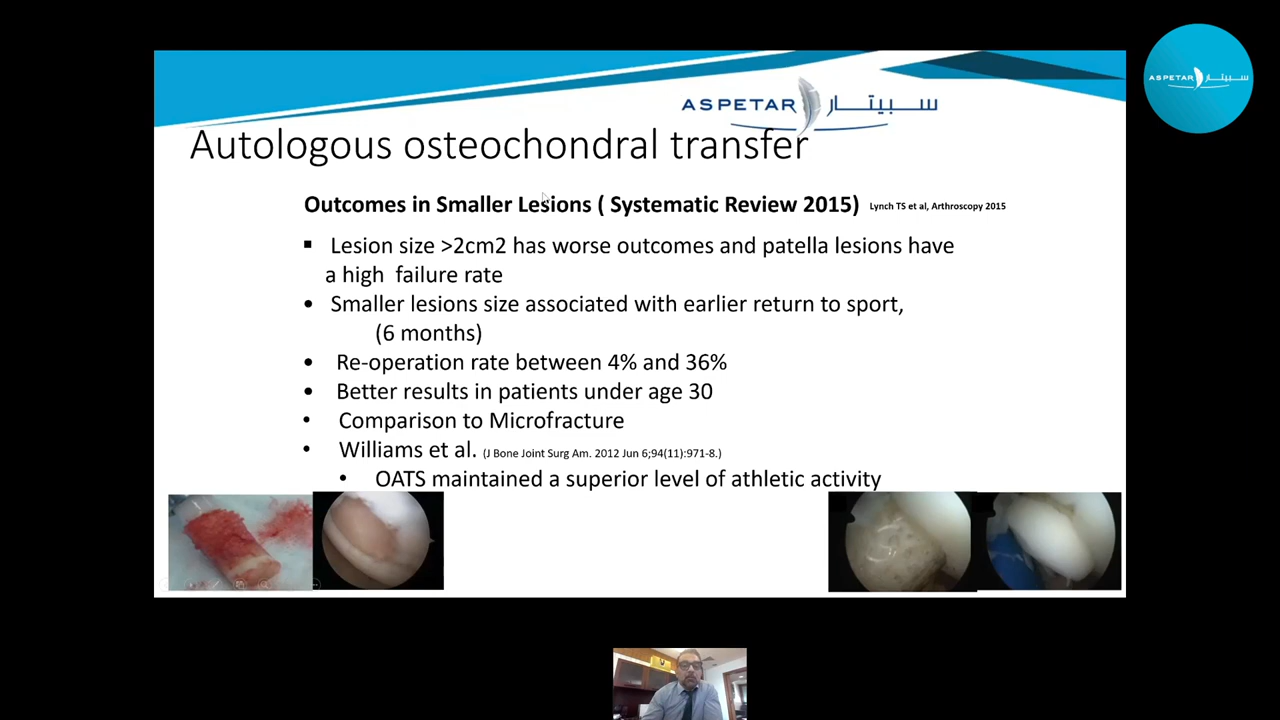 ASPETAR سبيتار
ASPETAR سبيتار
Autologous osteochondral transfer
Outcomes in Smaller Lesions ( Systematic Review 2015) Lynch TS et al, Arthroscopy 2015
▪ Lesion size >2cm2 has worse outcomes and patella lesions have
a high failure rate
• Smaller lesions size associated with earlier return to sport,
(6 months)
• Re-operation rate between 4% and 36%
• Better results in patients under age 30
• Comparison to Microfracture
• Williams et al. (J Bone Joint Surg Am. 2012 Jun 6;94(11):971-8.)
• OATS maintained a superior level of athletic activity